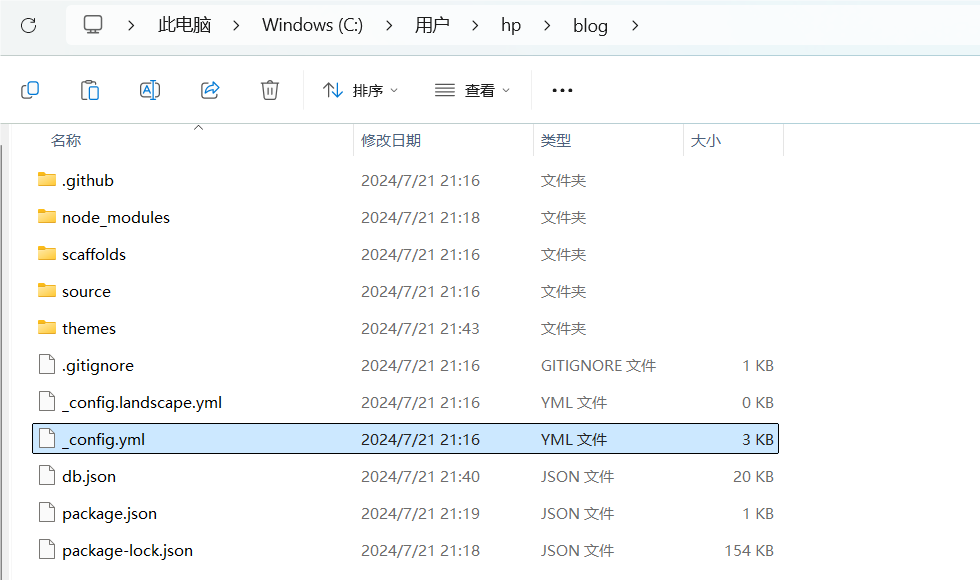 此电脑 > Windows (C:) > 用户 > hp > blog >
排序 查看 ...
名称 修改日期 类型 大小
.github 2024/7/21 21:16 文件夹
node_modules 2024/7/21 21:18 文件夹
scaffolds 2024/7/21 21:16 文件夹
source 2024/7/21 21:16 文件夹
themes 2024/7/21 21:43 文件夹
.gitignore 2024/7/21 21:16 GITIGNORE 文件 1 KB
_config.landscape.yml 2024/7/21 21:16 YML 文件 0 KB
_config.yml 2024/7/21 21:16 YML 文件 3 KB
db.json 2024/7/21 21:40 JSON 文件 20 KB
package.json 2024/7/21 21:19 JSON 文件 1 KB
package-lock.json 2024/7/21 21:18 JSON 文件 154 KB